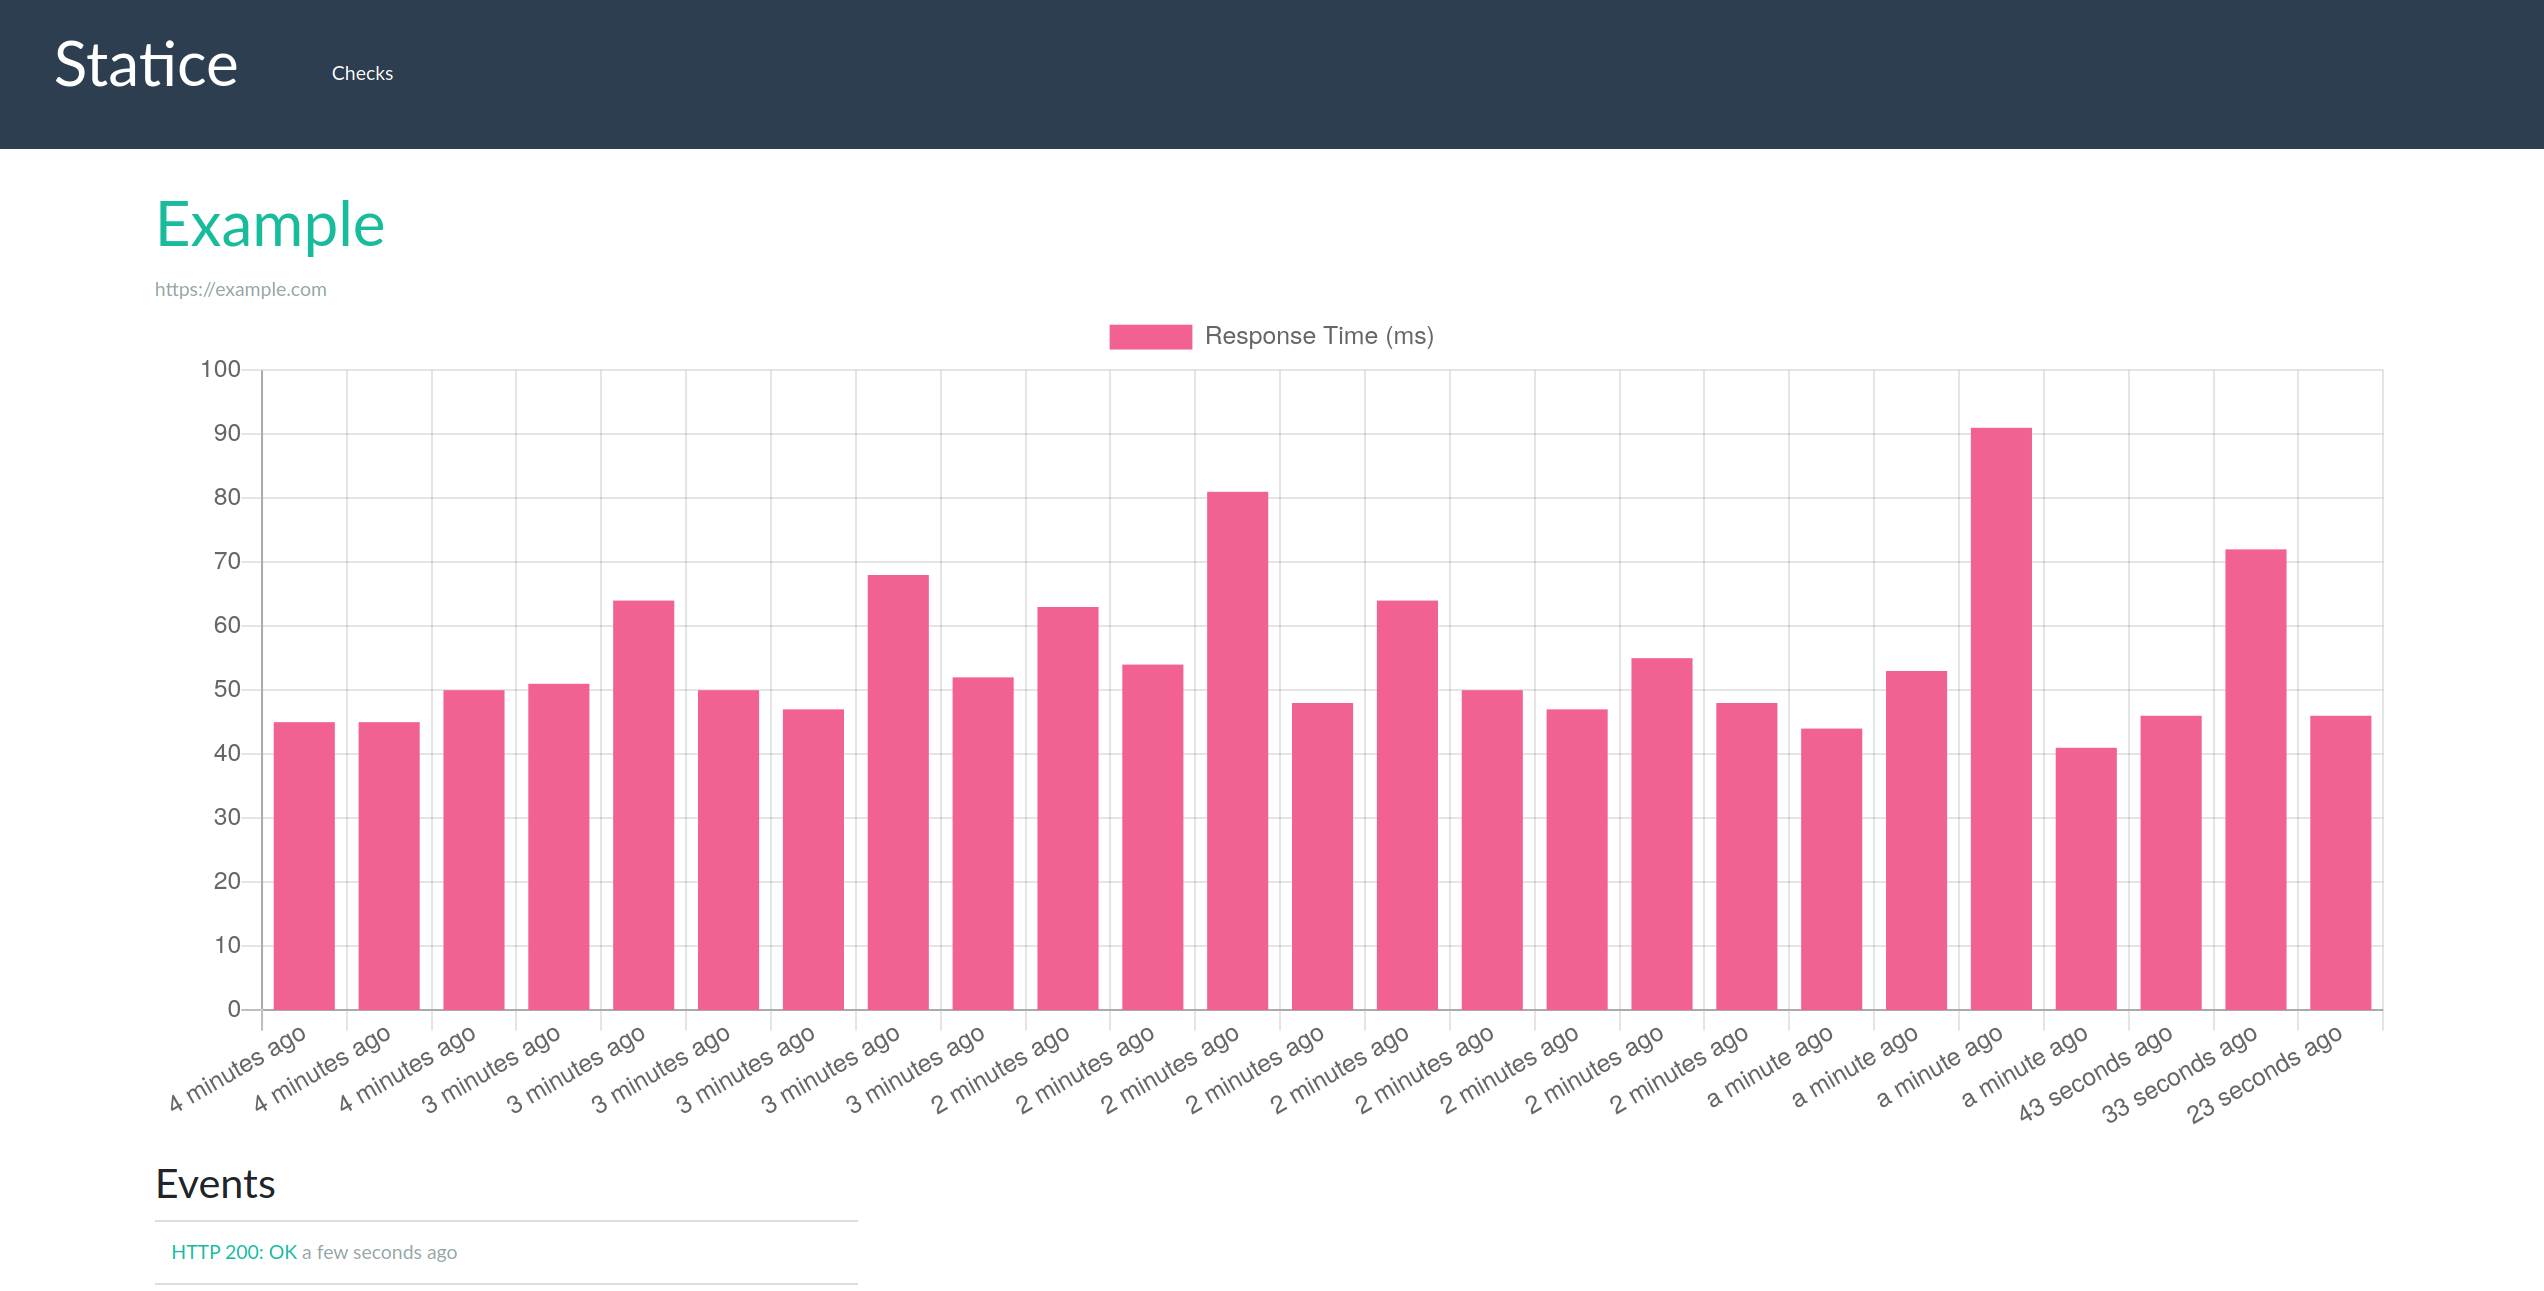 Statice
Checks
Example
https://example.com
Response Time (ms)
100
90
80
70
60
50
40
30
20
10
0
4 minutes ago
4 minutes ago
4 minutes ago
3 minutes ago
3 minutes ago
3 minutes ago
3 minutes ago
3 minutes ago
3 minutes ago
2 minutes ago
2 minutes ago
2 minutes ago
2 minutes ago
2 minutes ago
2 minutes ago
2 minutes ago
2 minutes ago
2 minutes ago
a minute ago
a minute ago
a minute ago
a minute ago
43 seconds ago
33 seconds ago
23 seconds ago
Events
HTTP 200: OK a few seconds ago